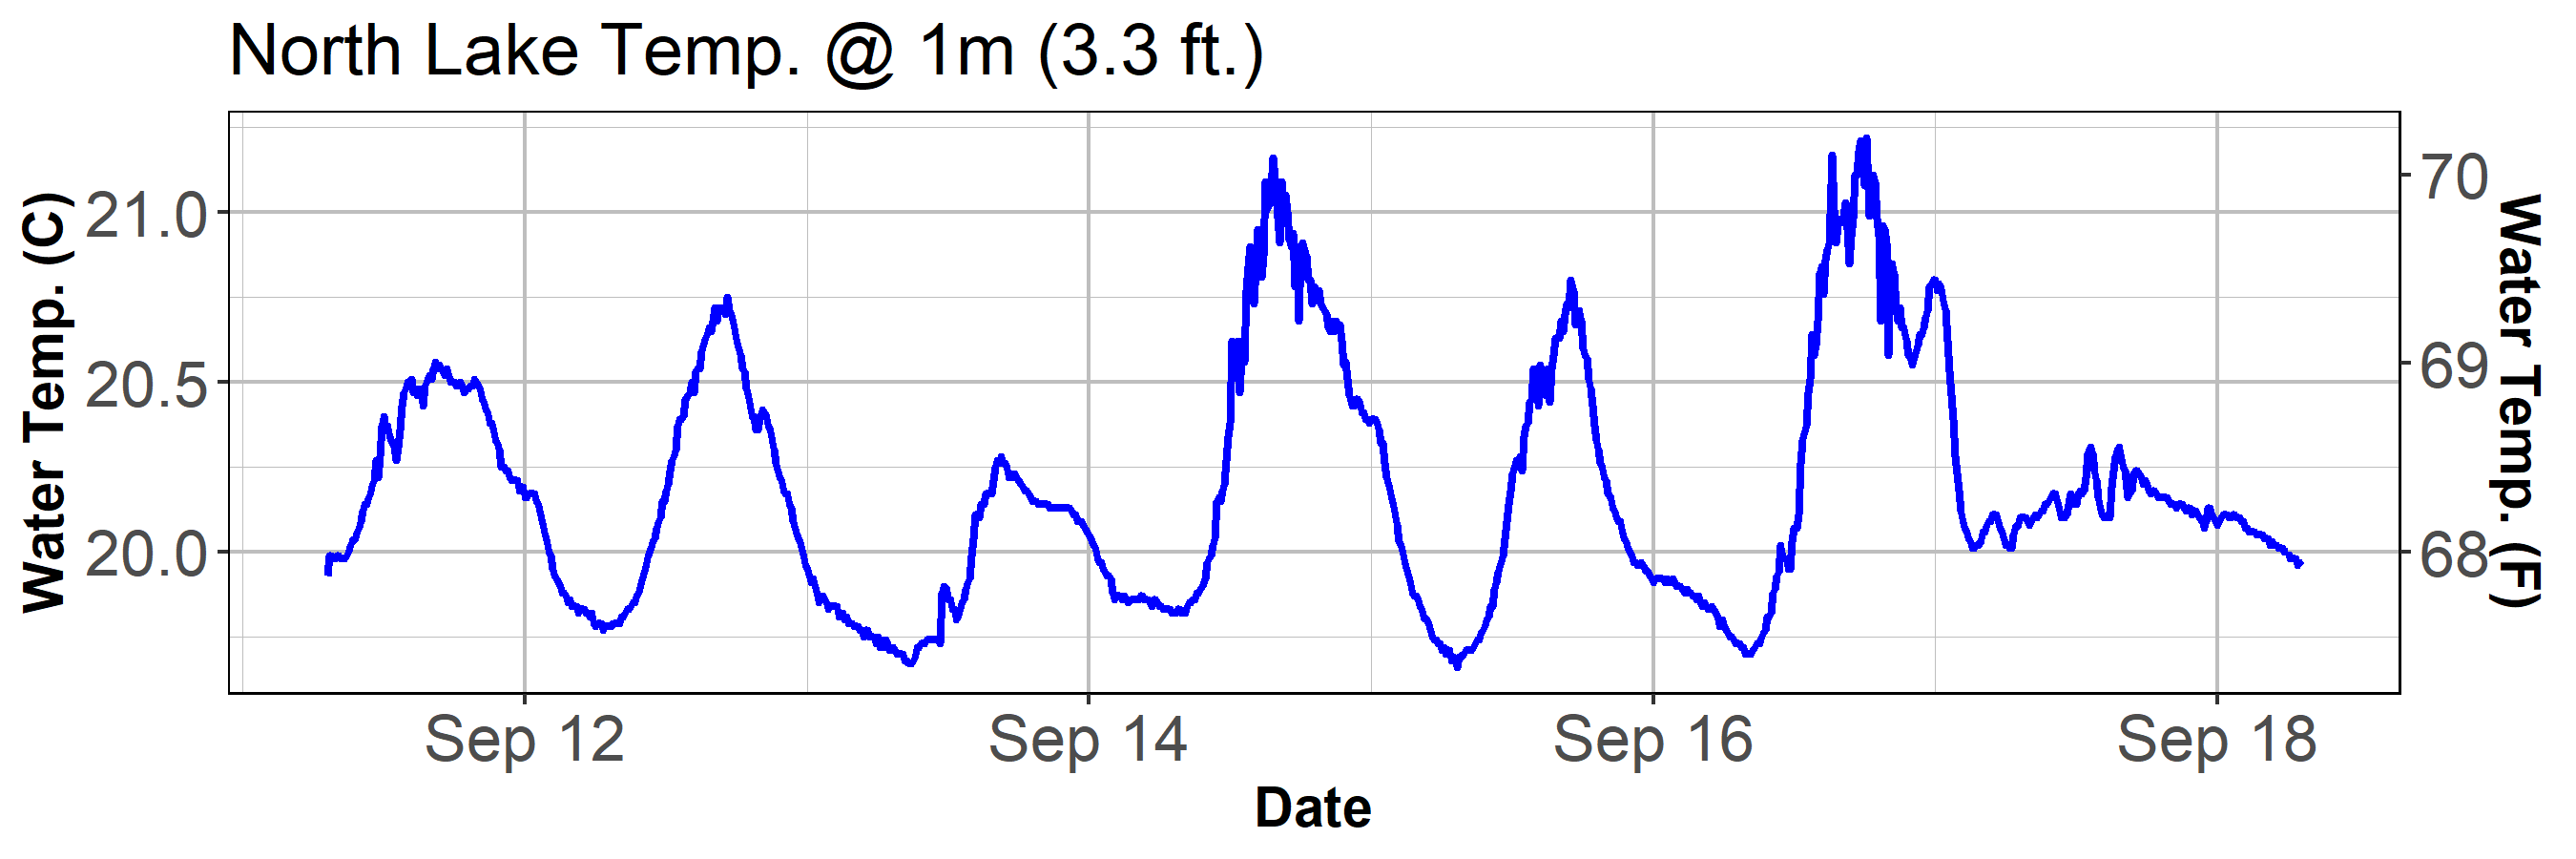 North Lake Temp. @ 1m (3.3 ft.)
Water Temp. (C)
21.0
20.5
20.0
70
69
68
Water Temp. (F)
Sep 12 Sep 14 Sep 16 Sep 18
Date